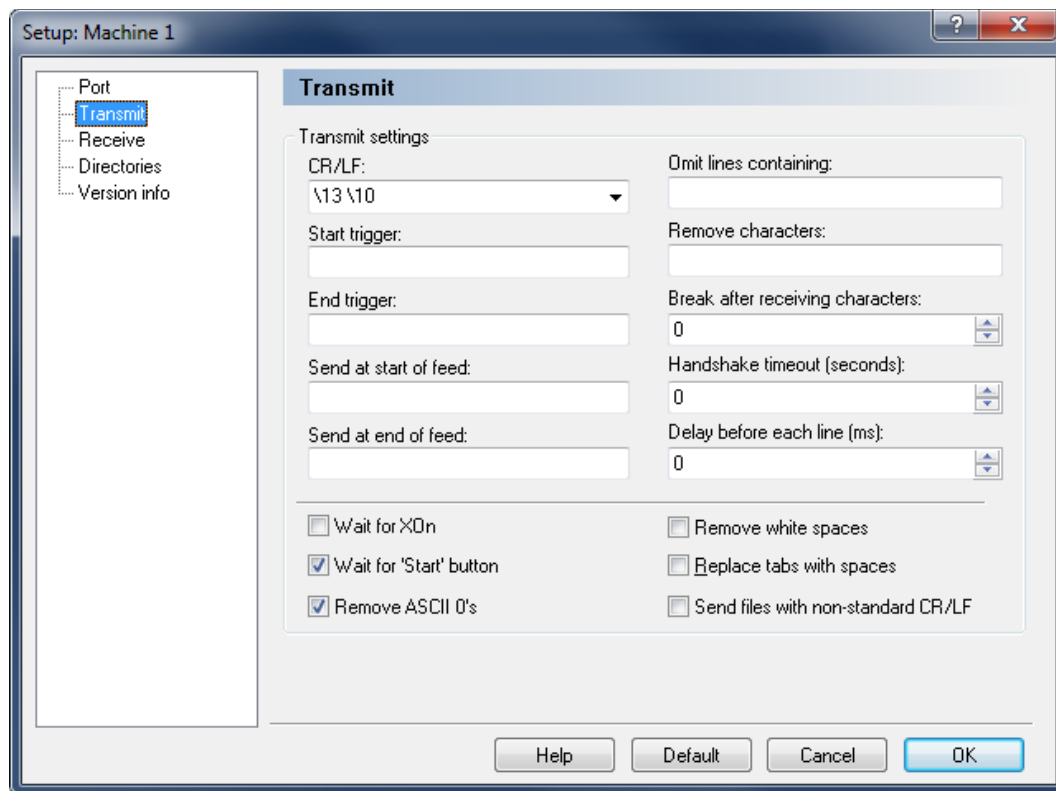 Setup: Machine 1
?
Port
Transmit
Receive
Directories
Version info
Transmit
Transmit settings
CR/LF:
\13 \10
Start trigger:
End trigger:
Send at start of feed:
Send at end of feed:
Omit lines containing:
Remove characters:
Break after receiving characters:
0
Handshake timeout (seconds):
0
Delay before each line (ms):
0
Wait for XOn
Wait for 'Start' button
Remove ASCII 0's
Remove white spaces
Replace tabs with spaces
Send files with non-standard CR/LF
Help
Default
Cancel
OK